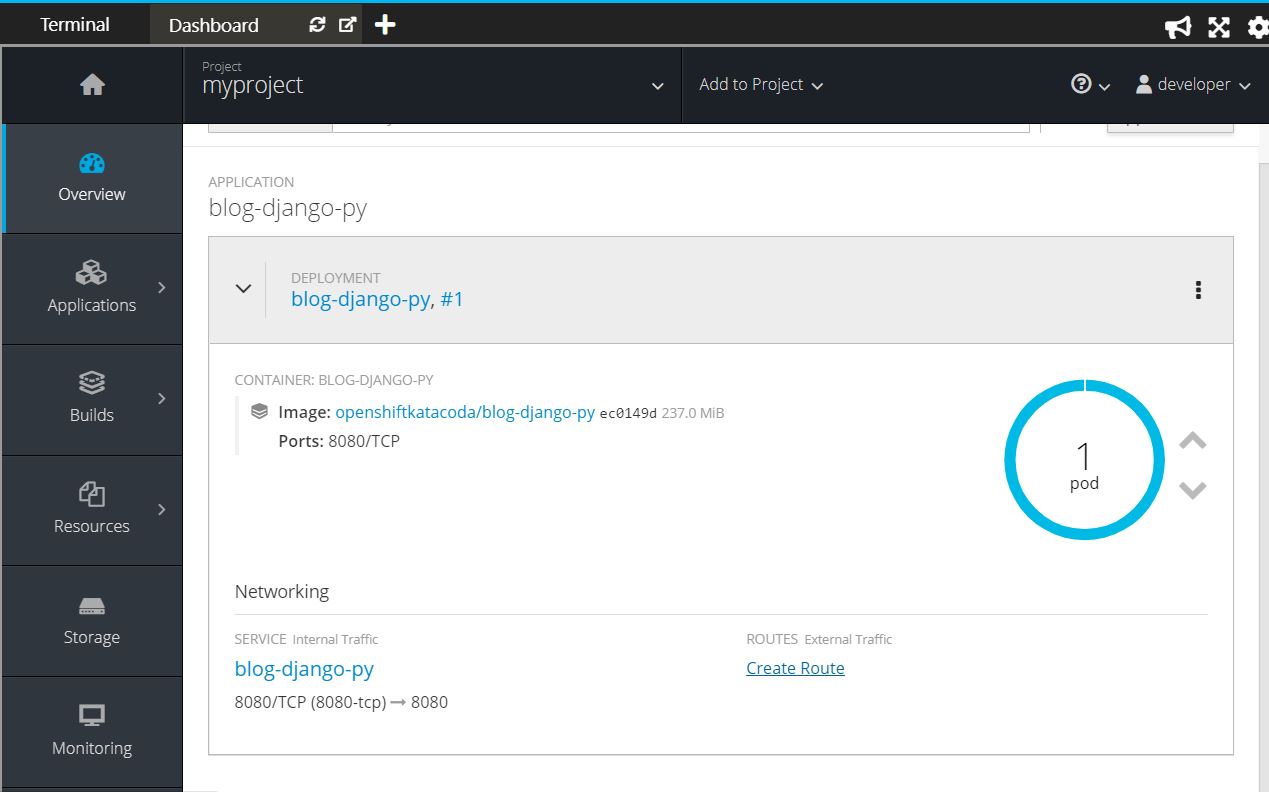 Terminal
Dashboard
Project
myproject
Add to Project
developer
Overview
Applications
Builds
Resources
Storage
Monitoring
APPLICATION
blog-django-py
DEPLOYMENT
blog-django-py, #1
CONTAINER: BLOG-DJANGO-PY
Image: openshiftkatacoda/blog-django-py ec0149d 237.0 MiB
Ports: 8080/TCP
1
pod
Networking
SERVICE Internal Traffic
blog-django-py
8080/TCP (8080-tcp) → 8080
ROUTES External Traffic
Create Route